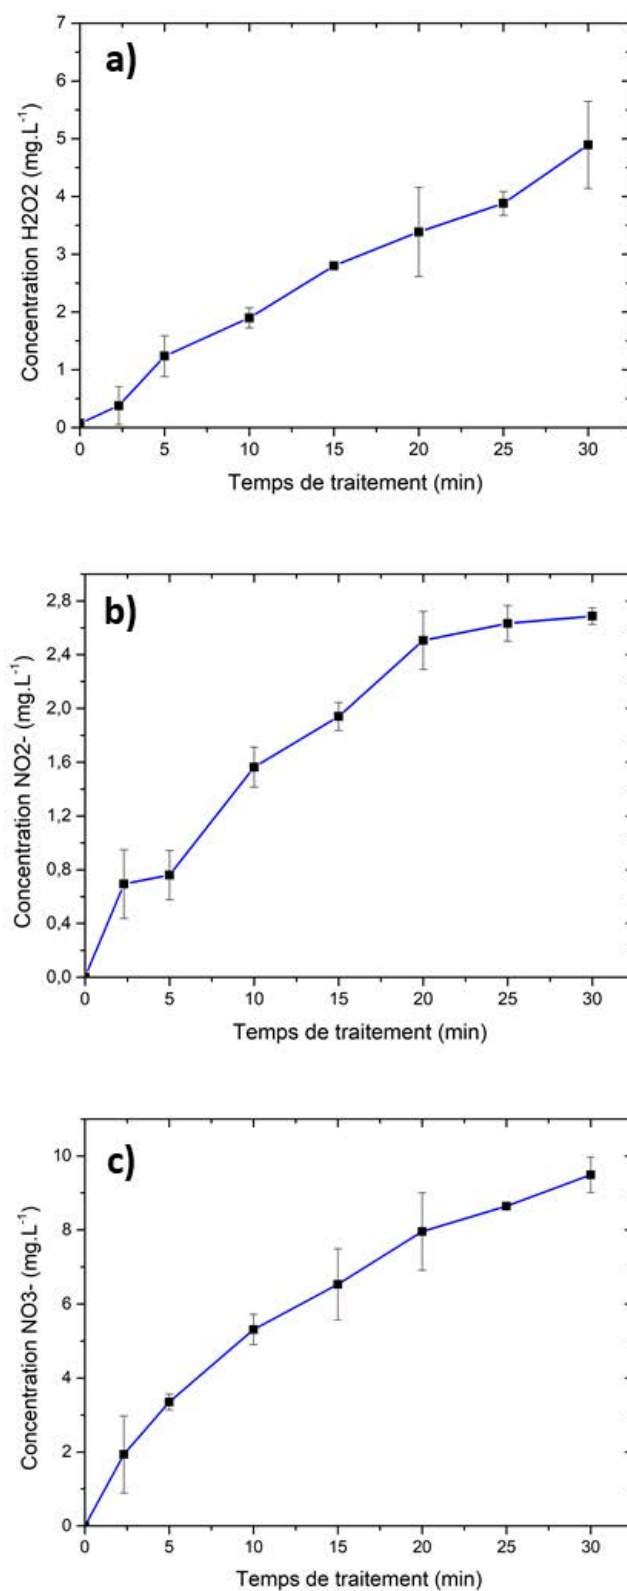 a)
7
6
5
4
3
2
1
0
Concentration H2O2 (mg.L-1)
0 5 10 15 20 25 30
Temps de traitement (min)
b)
2,8
2,4
2,0
1,6
1,2
0,8
0,4
0,0
Concentration NO2- (mg.L-1)
0 5 10 15 20 25 30
Temps de traitement (min)
c)
10
8
6
4
2
0
Concentration NO3- (mg.L-1)
0 5 10 15 20 25 30
Temps de traitement (min)